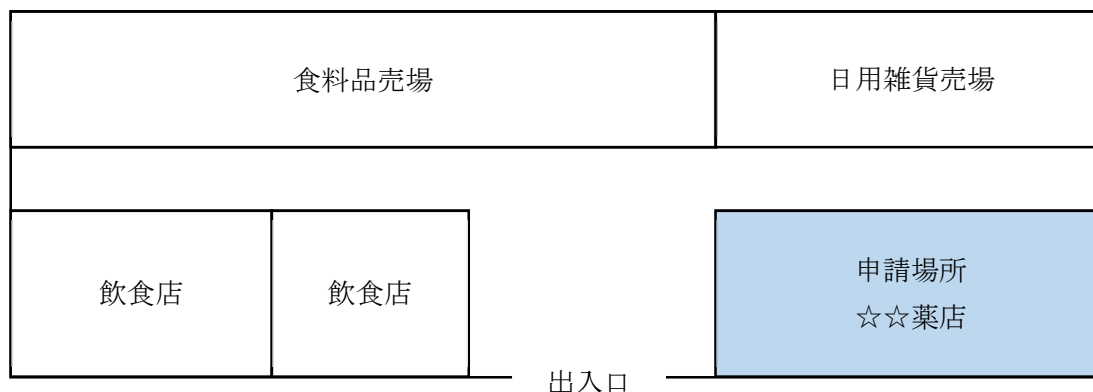 食料品売場
日用雑貨売場
飲食店
飲食店
申請場所
☆☆薬店
出入口